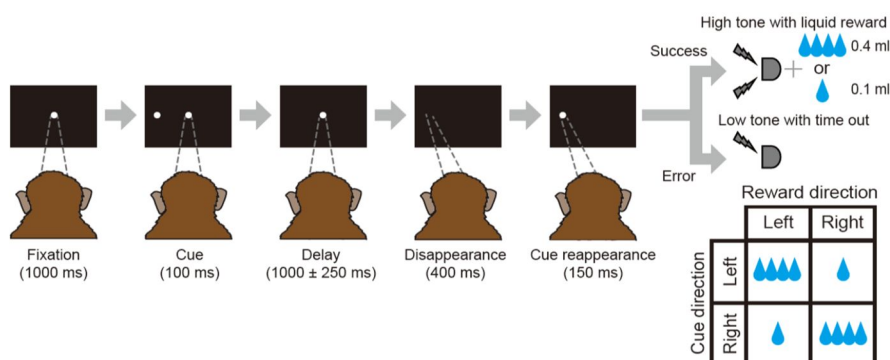 High tone with liquid reward
Success
0.4 ml
+ or
0.1 ml
Low tone with time out
Error
Fixation
(1000 ms)
Cue
(100 ms)
Delay
(1000 ± 250 ms)
Disappearance
(400 ms)
Cue reappearance
(150 ms)
Reward direction
Left Right
Cue direction
Left
Right